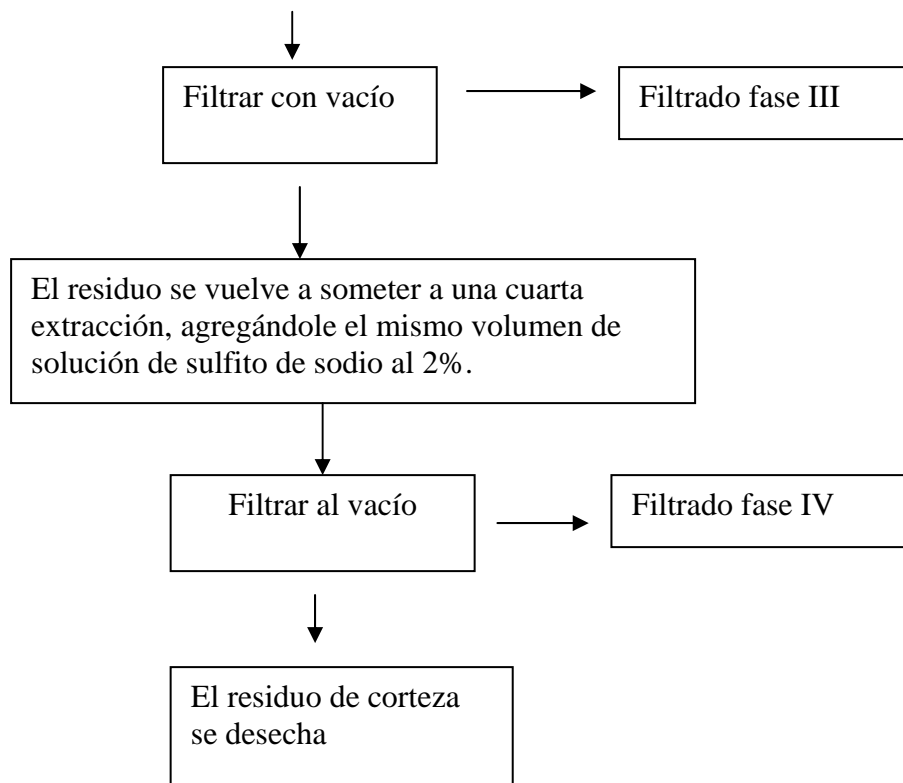 Filtrar con vacío
Filtrado fase III
El residuo se vuelve a someter a una cuarta
extracción, agregándole el mismo volumen de
solución de sulfito de sodio al 2%.
Filtrar al vacío
Filtrado fase IV
El residuo de corteza
se desecha